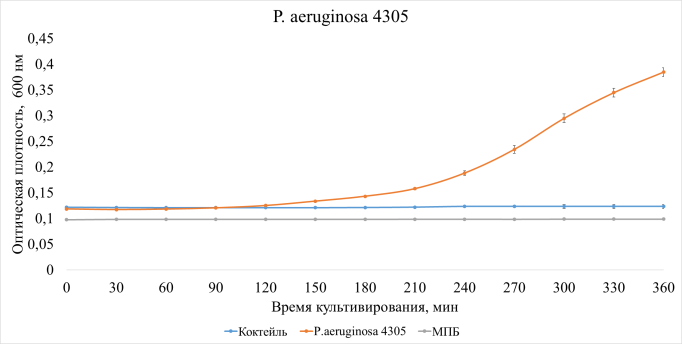 P. aeruginosa 4305
Оптическая плотность, 600 нм
0,45
0,4
0,35
0,3
0,25
0,2
0,15
0,1
0,05
0
0 30 60 90 120 150 180 210 240 270 300 330 360
Время культивирования, мин
Коктейль P.aeruginosa 4305 МПБ